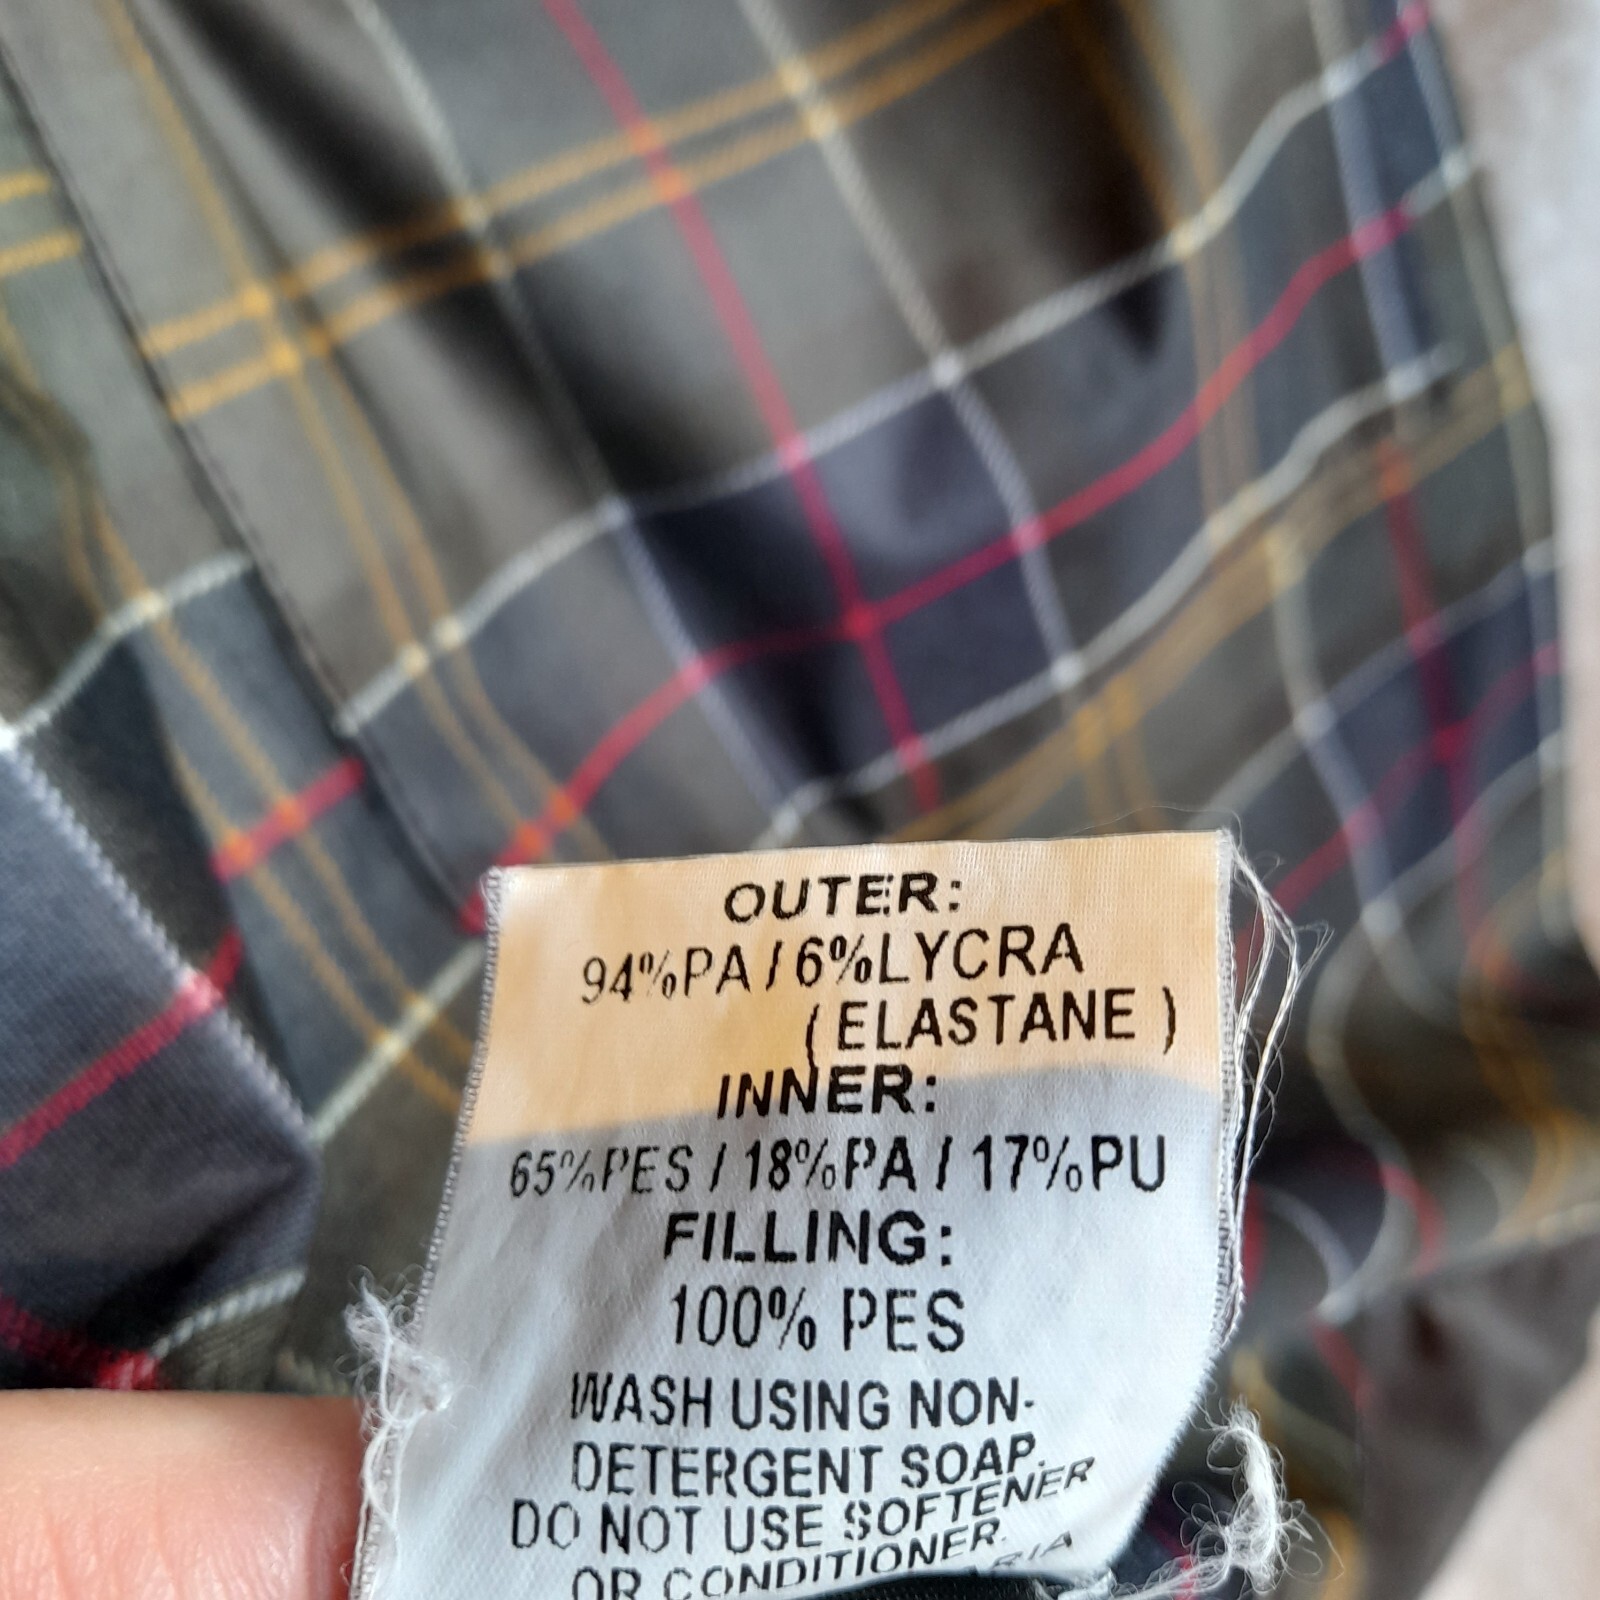 OUTER:
94%PA / 6%LYCRA
( ELASTANE )
INNER:
65%PES / 18%PA / 17%PU
FILLING:
100% PES
WASH USING NON-
DETERGENT SOAP.
DO NOT USE SOFTENER
OR CONDITIONER.